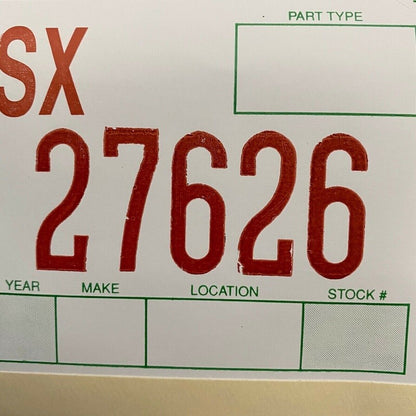 PART TYPE
SX
27626
YEAR MAKE LOCATION STOCK #